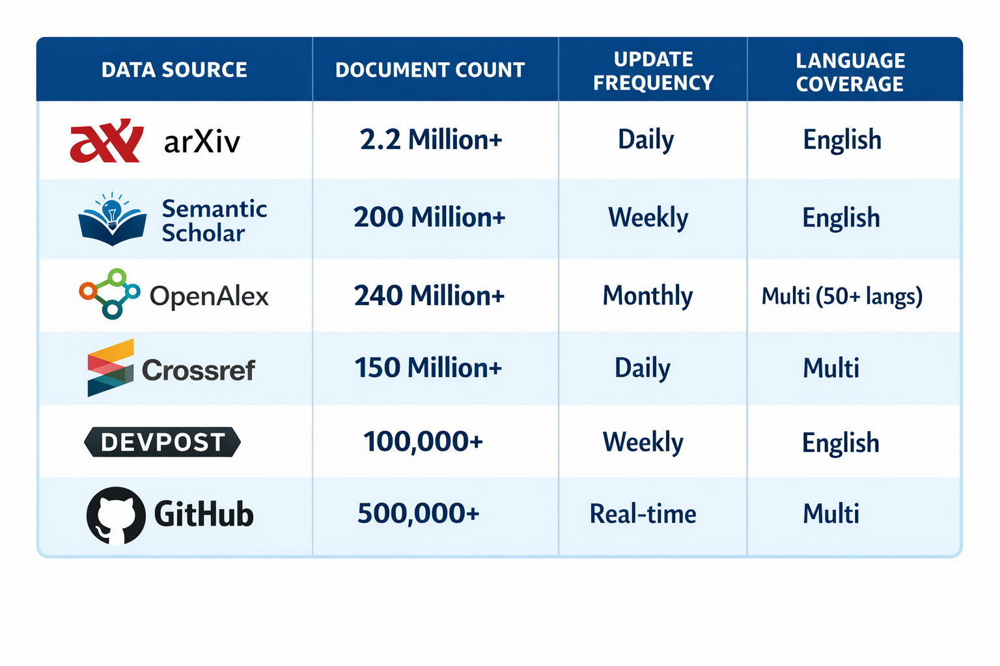 DATA SOURCE
DOCUMENT COUNT
UPDATE
FREQUENCY
LANGUAGE
COVERAGE
arXiv
2.2 Million+
Daily
English
Semantic
Scholar
200 Million+
Weekly
English
OpenAlex
240 Million+
Monthly
Multi (50+ langs)
Crossref
150 Million+
Daily
Multi
DEVPOST
100,000+
Weekly
English
GitHub
500,000+
Real-time
Multi